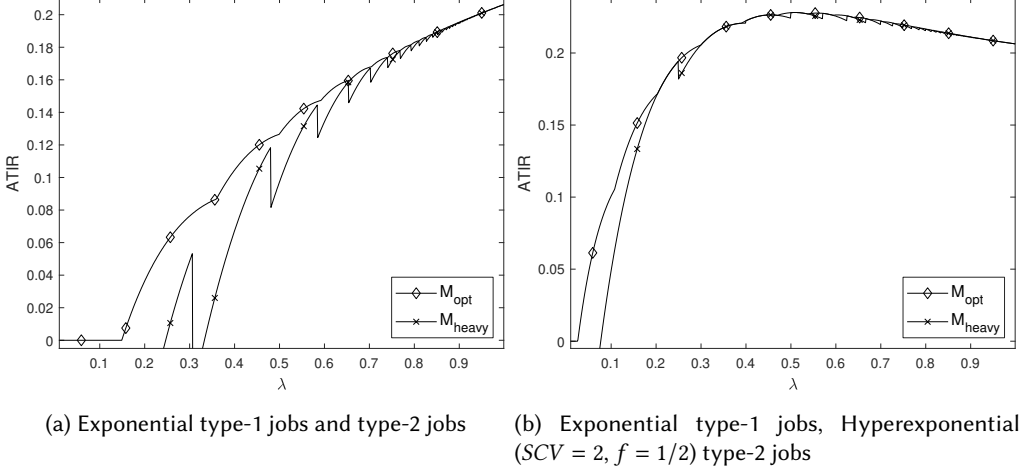 0.20
0.18
0.16
0.14
0.12
0.1
0.08
0.06
0.04
0.02
0
ATIR
0.1 0.2 0.3 0.4 0.5 0.6 0.7 0.8 0.9
λ
M_opt
M_heavy
0.2
0.15
0.1
0.05
0
ATIR
0.1 0.2 0.3 0.4 0.5 0.6 0.7 0.8 0.9
λ
M_opt
M_heavy
(a) Exponential type-1 jobs and type-2 jobs
(b) Exponential type-1 jobs, Hyperexponential
(SCV = 2, f = 1/2) type-2 jobs